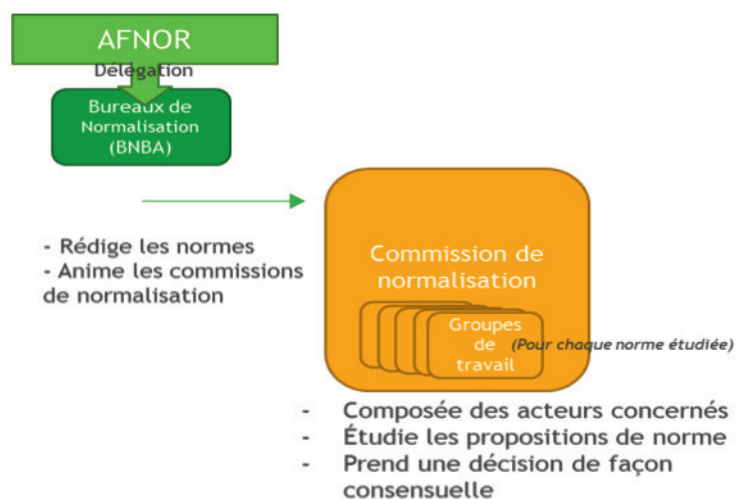 AFNOR
Délégation
Bureaux de
Normalisation
(BNBA)
- Rédige les normes
- Anime les commissions
de normalisation
Commission de
normalisation
Groupes
de
travail
(Pour chaque norme étudiée)
- Composée des acteurs concernés
- Étudie les propositions de norme
- Prend une décision de façon
consensuelle